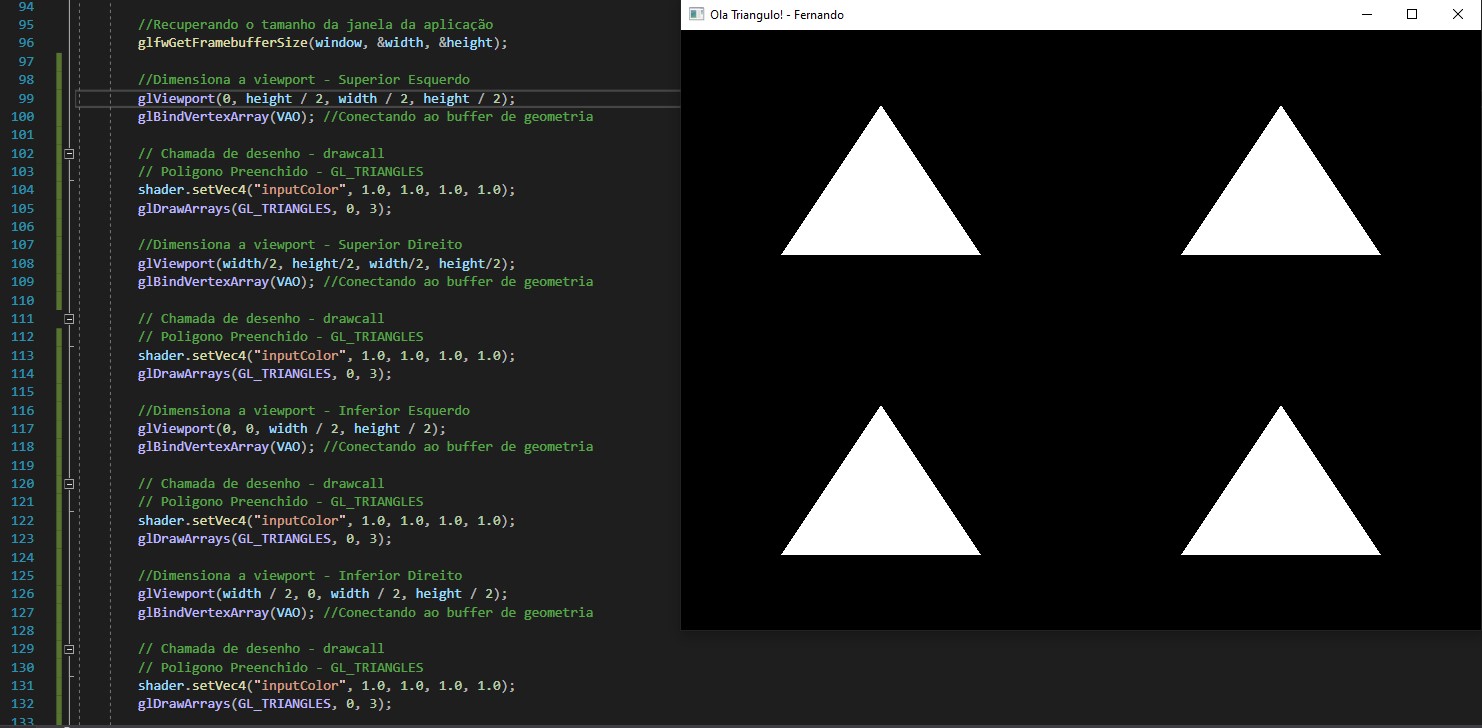 94
95 //Recuperando o tamanho da janela da aplicação
96 glfwGetFramebufferSize(window, &width, &height);
97
98 //Dimensiona a viewport - Superior Esquerdo
99 glViewport(0, height / 2, width / 2, height / 2);
100 glBindVertexArray(VAO); //Conectando ao buffer de geometria
101
102 // Chamada de desenho - drawcall
103 // Poligono Preenchido - GL_TRIANGLES
104 shader.setVec4("inputColor", 1.0, 1.0, 1.0, 1.0);
105 glDrawArrays(GL_TRIANGLES, 0, 3);
106
107 //Dimensiona a viewport - Superior Direito
108 glViewport(width/2, height/2, width/2, height/2);
109 glBindVertexArray(VAO); //Conectando ao buffer de geometria
110
111 // Chamada de desenho - drawcall
112 // Poligono Preenchido - GL_TRIANGLES
113 shader.setVec4("inputColor", 1.0, 1.0, 1.0, 1.0);
114 glDrawArrays(GL_TRIANGLES, 0, 3);
115
116 //Dimensiona a viewport - Inferior Esquerdo
117 glViewport(0, 0, width / 2, height / 2);
118 glBindVertexArray(VAO); //Conectando ao buffer de geometria
119
120 // Chamada de desenho - drawcall
121 // Poligono Preenchido - GL_TRIANGLES
122 shader.setVec4("inputColor", 1.0, 1.0, 1.0, 1.0);
123 glDrawArrays(GL_TRIANGLES, 0, 3);
124
125 //Dimensiona a viewport - Inferior Direito
126 glViewport(width / 2, 0, width / 2, height / 2);
127 glBindVertexArray(VAO); //Conectando ao buffer de geometria
128
129 // Chamada de desenho - drawcall
130 // Poligono Preenchido - GL_TRIANGLES
131 shader.setVec4("inputColor", 1.0, 1.0, 1.0, 1.0);
132 glDrawArrays(GL_TRIANGLES, 0, 3);
133
Ola Triangulo! - Fernando